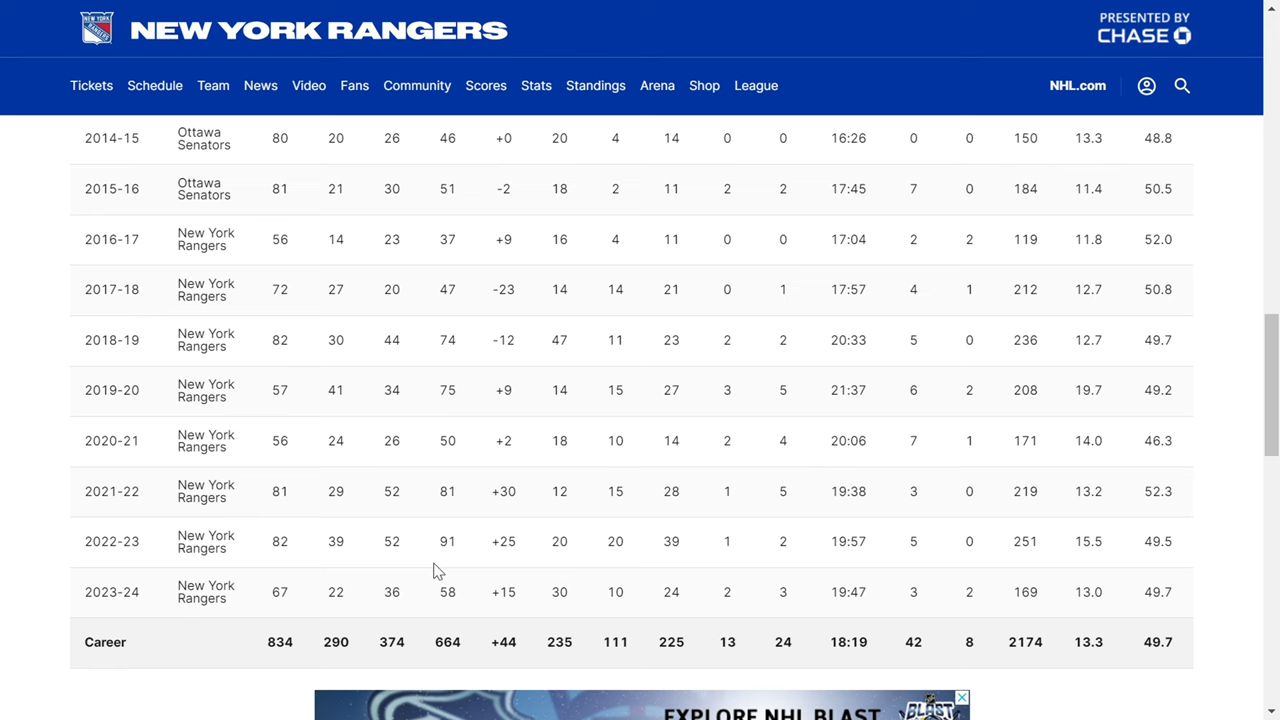 NEW YORK RANGERS
NEW YORK RANGERS
PRESENTED BY
CHASE
Tickets Schedule Team News Video Fans Community Scores Stats Standings Arena Shop League NHL.com
2014-15 Ottawa Senators 80 20 26 46 +0 20 4 14 0 0 16:26 0 0 150 13.3 48.8
2015-16 Ottawa Senators 81 21 30 51 -2 18 2 11 2 2 17:45 7 0 184 11.4 50.5
2016-17 New York Rangers 56 14 23 37 +9 16 4 11 0 0 17:04 2 2 119 11.8 52.0
2017-18 New York Rangers 72 27 20 47 -23 14 14 21 0 1 17:57 4 1 212 12.7 50.8
2018-19 New York Rangers 82 30 44 74 -12 47 11 23 2 2 20:33 5 0 236 12.7 49.7
2019-20 New York Rangers 57 41 34 75 +9 14 15 27 3 5 21:37 6 2 208 19.7 49.2
2020-21 New York Rangers 56 24 26 50 +2 18 10 14 2 4 20:06 7 1 171 14.0 46.3
2021-22 New York Rangers 81 29 52 81 +30 12 15 28 1 5 19:38 3 0 219 13.2 52.3
2022-23 New York Rangers 82 39 52 91 +25 20 20 39 1 2 19:57 5 0 251 15.5 49.5
2023-24 New York Rangers 67 22 36 58 +15 30 10 24 2 3 19:47 3 2 169 13.0 49.7
Career 834 290 374 664 +44 235 111 225 13 24 18:19 42 8 2174 13.3 49.7
EXPLORE NHL BLAST
BLAST